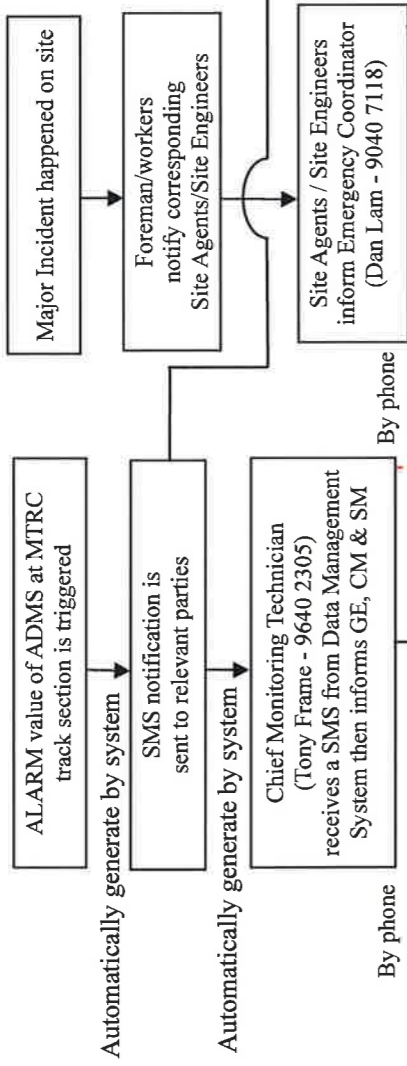 ALARM value of ADMS at MTRC
track section is triggered
Automatically generate by system
SMS notification is
sent to relevant parties
Automatically generate by system
Chief Monitoring Technician
(Tony Frame - 9640 2305)
receives a SMS from Data Management
System then informs GE, CM & SM
By phone
Major Incident happened on site
Foreman/workers
notify corresponding
Site Agents/Site Engineers
Site Agents / Site Engineers
inform Emergency Coordinator
(Dan Lam - 9040 7118)
By phone